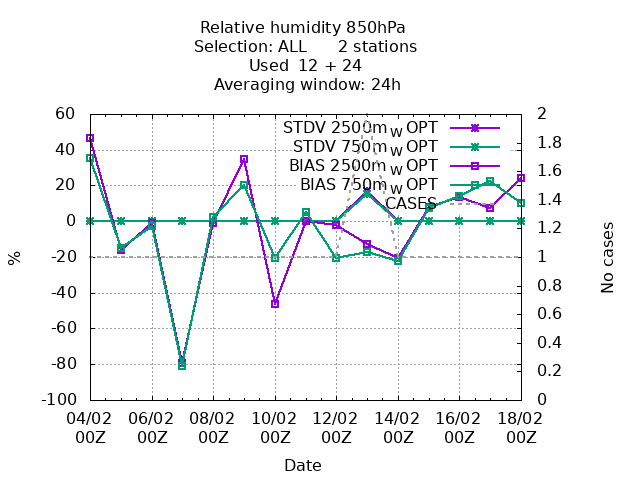 Relative humidity 850hPa
Selection: ALL 2 stations
Used 12 + 24
Averaging window: 24h
60
40
20
0
-20
-40
-60
-80
-100
%
STDV 2500m_W OPT
STDV 750m_W OPT
BIAS 2500m_W OPT
BIAS 750m_W OPT
CASES
2
1.8
1.6
1.4
1.2
1
0.8
0.6
0.4
0.2
0
No cases
04/02 06/02 08/02 10/02 12/02 14/02 16/02 18/02
00Z 00Z 00Z 00Z 00Z 00Z 00Z 00Z
Date